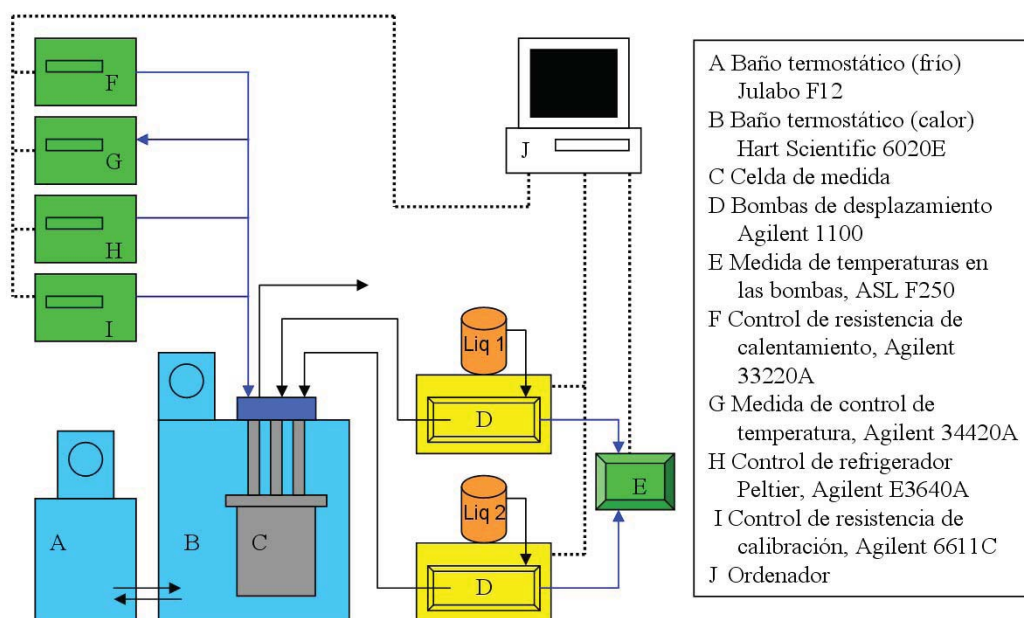 F
G
H
I
J
Liq 1
D
E
Liq 2
D
A
B
C
A Baño termostático (frío)
Julabo F12
B Baño termostático (calor)
Hart Scientific 6020E
C Celda de medida
D Bombas de desplazamiento
Agilent 1100
E Medida de temperaturas en
las bombas, ASL F250
F Control de resistencia de
calentamiento, Agilent
33220A
G Medida de control de
temperatura, Agilent 34420A
H Control de refrigerador
Peltier, Agilent E3640A
I Control de resistencia de
calibración, Agilent 6611C
J Ordenador